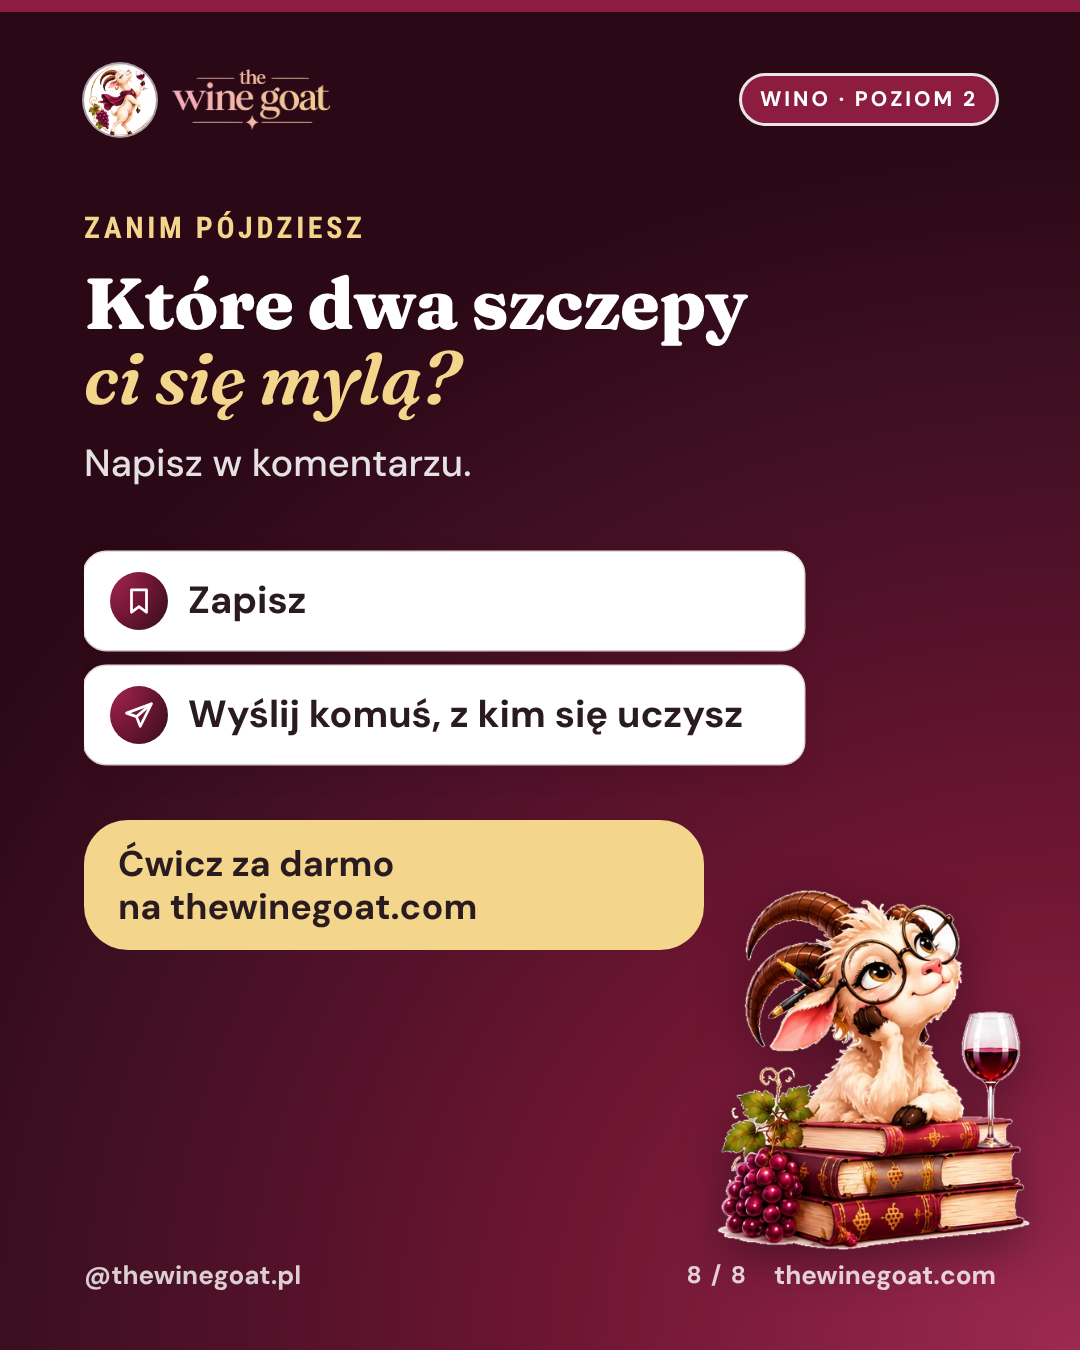 the
wine goat
WINO · POZIOM 2
ZANIM PÓJDZIESZ
Które dwa szczepy
ci się mylą?
Napisz w komentarzu.
Zapisz
Wyślij komuś, z kim się uczysz
Ćwicz za darmo
na thewinegoat.com
@thewinegoat.pl
8 / 8 thewinegoat.com